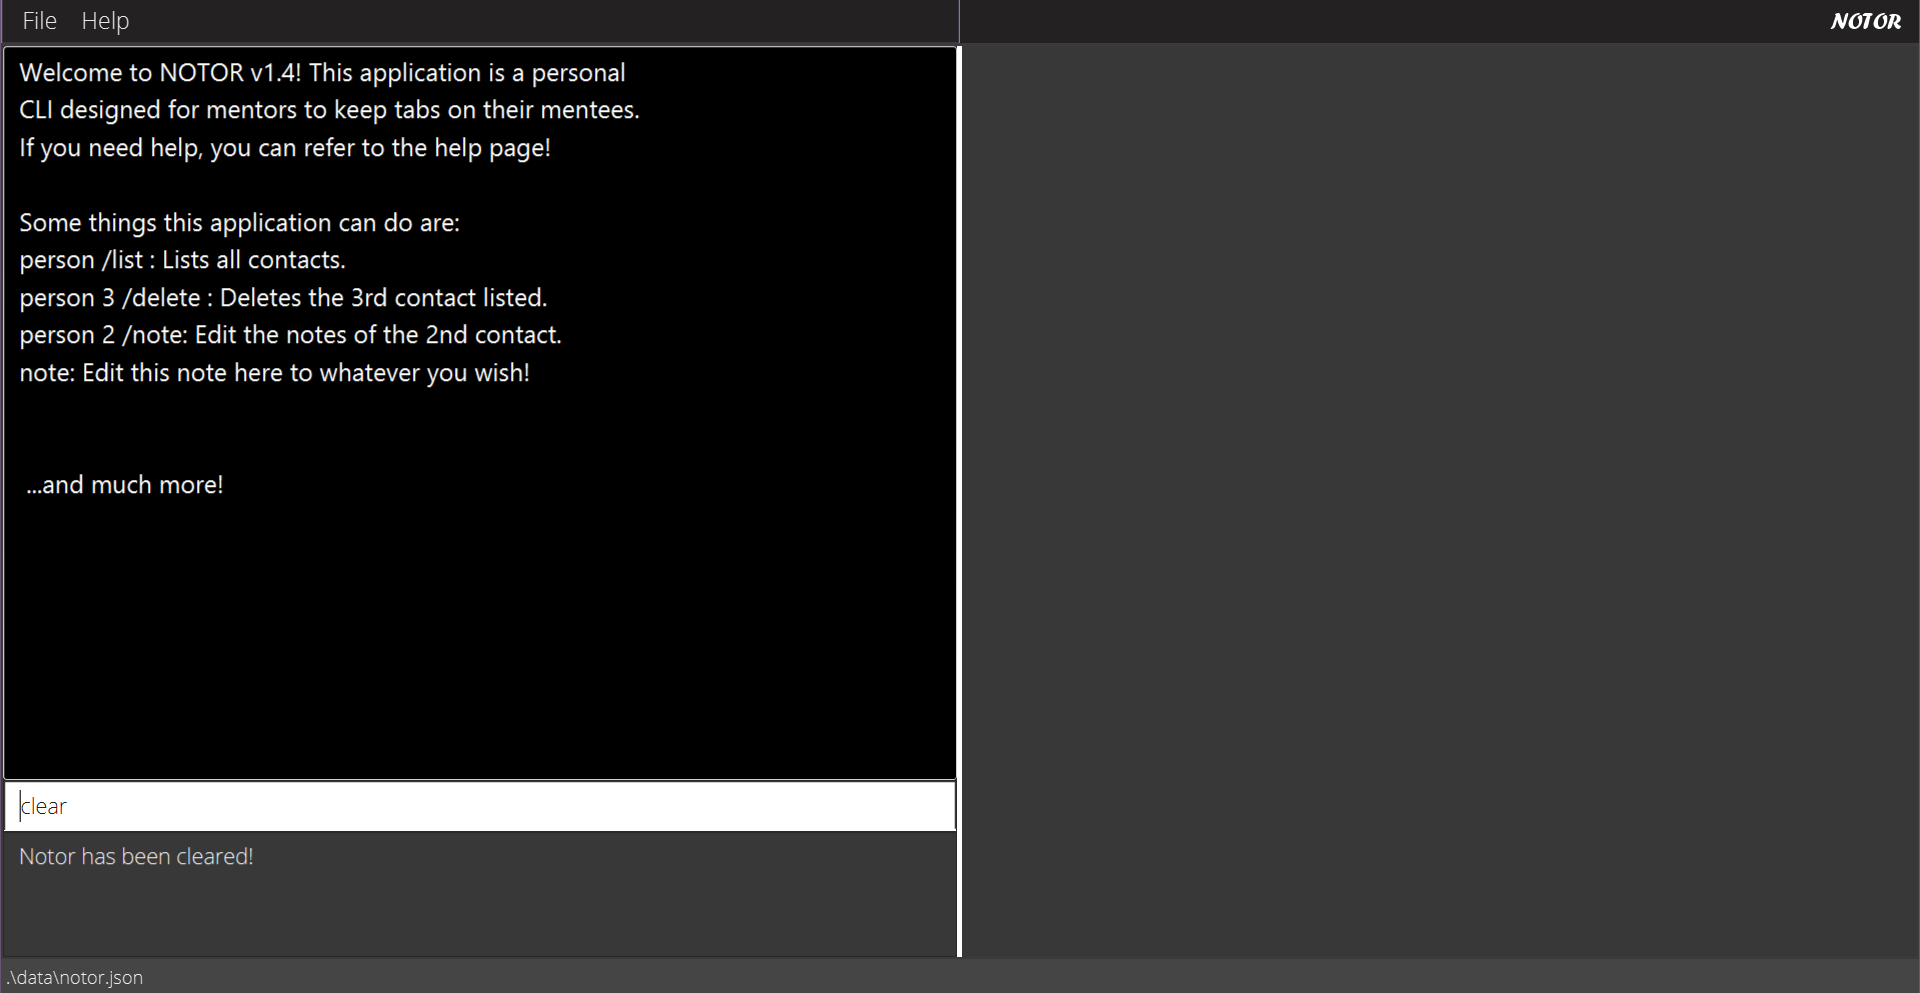 File Help
NOTOR
Welcome to NOTOR v1.4! This application is a personal
CLI designed for mentors to keep tabs on their mentees.
If you need help, you can refer to the help page!
Some things this application can do are:
person /list : Lists all contacts.
person 3 /delete : Deletes the 3rd contact listed.
person 2 /note: Edit the notes of the 2nd contact.
note: Edit this note here to whatever you wish!
...and much more!
clear
Notor has been cleared!
.\data\notor.json